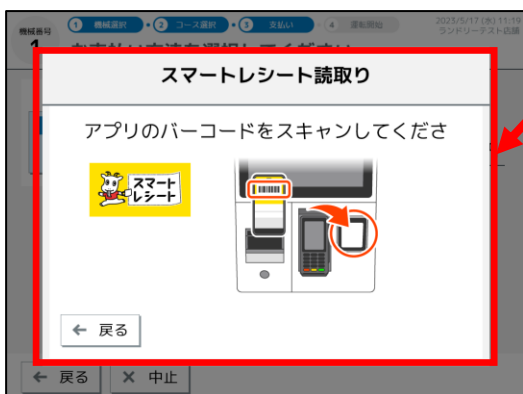 機械番号
1
1 機械選択
2 コース選択
3 支払い
4 運転開始
2023/5/17 (水) 11:19
ランドリーテスト店舗
お支払い方法を選択してください
スマートレシート読取り
アプリのバーコードをスキャンしてくださ
スマート
レシート
← 戻る
← 戻る
× 中止